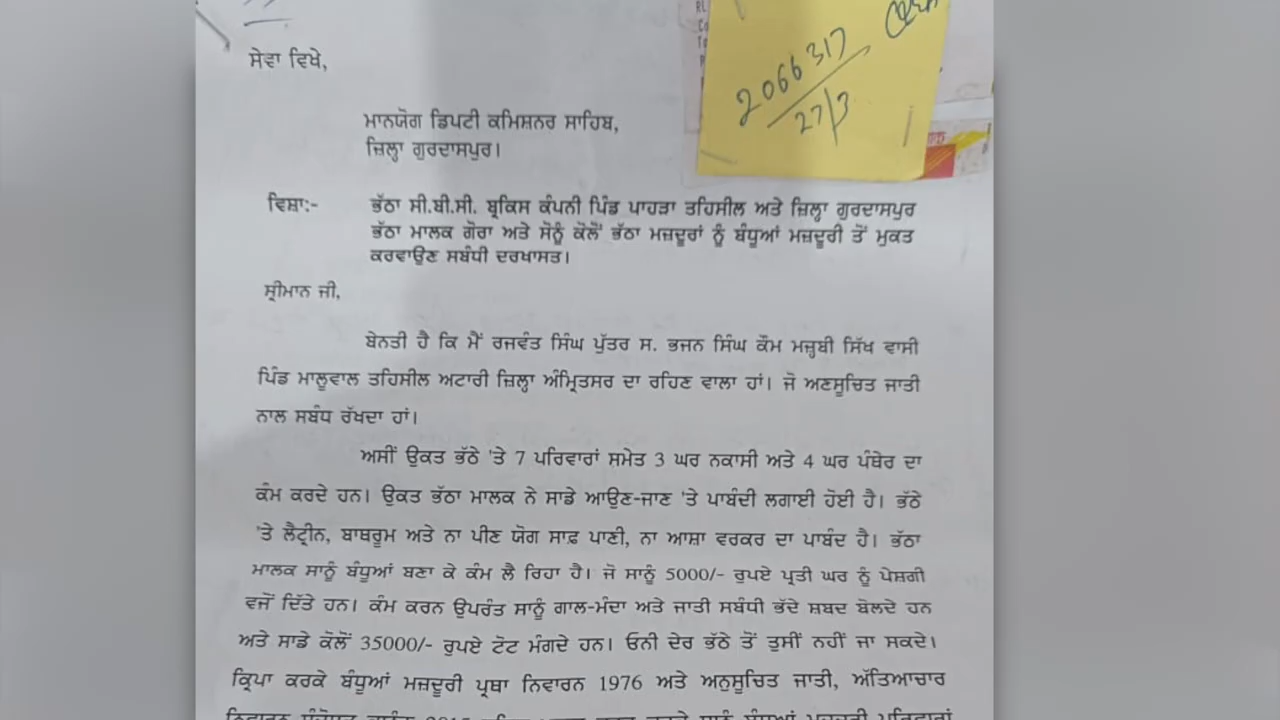 2066317
27/3
ਸੇਵਾ ਵਿਖੇ,
ਮਾਨਯੋਗ ਡਿਪਟੀ ਕਮਿਸ਼ਨਰ ਸਾਹਿਬ,
ਜ਼ਿਲ੍ਹਾ ਗੁਰਦਾਸਪੁਰ।
ਵਿਸ਼ਾ:- ਭੱਠਾ ਸੀ.ਬੀ.ਸੀ. ਬ੍ਰਕਿਸ ਕੰਪਨੀ ਪਿੰਡ ਪਾਹੜਾ ਤਹਿਸੀਲ ਅਤੇ ਜ਼ਿਲ੍ਹਾ ਗੁਰਦਾਸਪੁਰ
ਭੱਠਾ ਮਾਲਕ ਗੋਰਾ ਅਤੇ ਸੋਨੂੰ ਕੋਲੋਂ ਭੱਠਾ ਮਜ਼ਦੂਰਾਂ ਨੂੰ ਬੰਧੂਆਂ ਮਜ਼ਦੂਰੀ ਤੋਂ ਮੁਕਤ
ਕਰਵਾਉਣ ਸਬੰਧੀ ਦਰਖਾਸਤ।
ਸ੍ਰੀਮਾਨ ਜੀ,
ਬੇਨਤੀ ਹੈ ਕਿ ਮੈਂ ਰਜਵੰਤ ਸਿੰਘ ਪੁੱਤਰ ਸ. ਭਜਨ ਸਿੰਘ ਕੌਮ ਮਜ਼੍ਹਬੀ ਸਿੱਖ ਵਾਸੀ
ਪਿੰਡ ਮਾਲੂਵਾਲ ਤਹਿਸੀਲ ਅਟਾਰੀ ਜ਼ਿਲ੍ਹਾ ਅੰਮ੍ਰਿਤਸਰ ਦਾ ਰਹਿਣ ਵਾਲਾ ਹਾਂ। ਜੋ ਅਣਸੂਚਿਤ ਜਾਤੀ
ਨਾਲ ਸਬੰਧ ਰੱਖਦਾ ਹਾਂ।
ਅਸੀਂ ਉਕਤ ਭੱਠੇ 'ਤੇ 7 ਪਰਿਵਾਰਾਂ ਸਮੇਤ 3 ਘਰ ਨਕਾਸੀ ਅਤੇ 4 ਘਰ ਪੰਥੇਰ ਦਾ
ਕੰਮ ਕਰਦੇ ਹਨ। ਉਕਤ ਭੱਠਾ ਮਾਲਕ ਨੇ ਸਾਡੇ ਆਉਣ-ਜਾਣ 'ਤੇ ਪਾਬੰਦੀ ਲਗਾਈ ਹੋਈ ਹੈ। ਭੱਠੇ
'ਤੇ ਲੈਟ੍ਰੀਨ, ਬਾਥਰੂਮ ਅਤੇ ਨਾ ਪੀਣ ਯੋਗ ਸਾਫ਼ ਪਾਣੀ, ਨਾ ਆਸ਼ਾ ਵਰਕਰ ਦਾ ਪਾਬੰਦ ਹੈ। ਭੱਠਾ
ਮਾਲਕ ਸਾਨੂੰ ਬੰਧੂਆਂ ਬਣਾ ਕੇ ਕੰਮ ਲੈ ਰਿਹਾ ਹੈ। ਜੋ ਸਾਨੂੰ 5000/- ਰੁਪਏ ਪ੍ਰਤੀ ਘਰ ਨੂੰ ਪੇਸ਼ਗੀ
ਵਜੋਂ ਦਿੱਤੇ ਹਨ। ਕੰਮ ਕਰਨ ਉਪਰੰਤ ਸਾਨੂੰ ਗਾਲ-ਮੰਦਾ ਅਤੇ ਜਾਤੀ ਸਬੰਧੀ ਭੱਦੇ ਸ਼ਬਦ ਬੋਲਦੇ ਹਨ
ਅਤੇ ਸਾਡੇ ਕੋਲੋਂ 35000/- ਰੁਪਏ ਟੋਟ ਮੰਗਦੇ ਹਨ। ਓਨੀ ਦੇਰ ਭੱਠੇ ਤੋਂ ਤੁਸੀਂ ਨਹੀਂ ਜਾ ਸਕਦੇ।
ਕ੍ਰਿਪਾ ਕਰਕੇ ਬੰਧੂਆਂ ਮਜ਼ਦੂਰੀ ਪ੍ਰਥਾ ਨਿਵਾਰਨ 1976 ਅਤੇ ਅਨੁਸੂਚਿਤ ਜਾਤੀ, ਅੱਤਿਆਚਾਰ